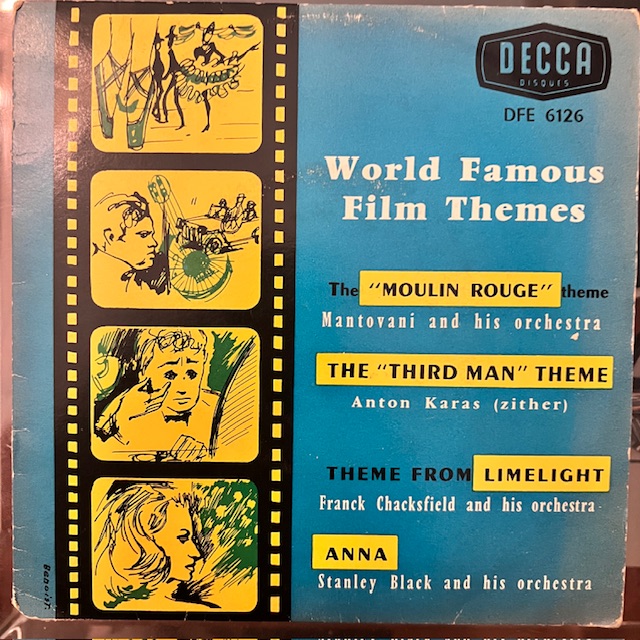 DECCA
DISQUES
DFE 6126
World Famous
Film Themes
The "MOULIN ROUGE" theme
Mantovani and his orchestra
THE "THIRD MAN" THEME
Anton Karas (zither)
THEME FROM LIMELIGHT
Franck Chacksfield and his orchestra
ANNA
Stanley Black and his orchestra
Benoit.